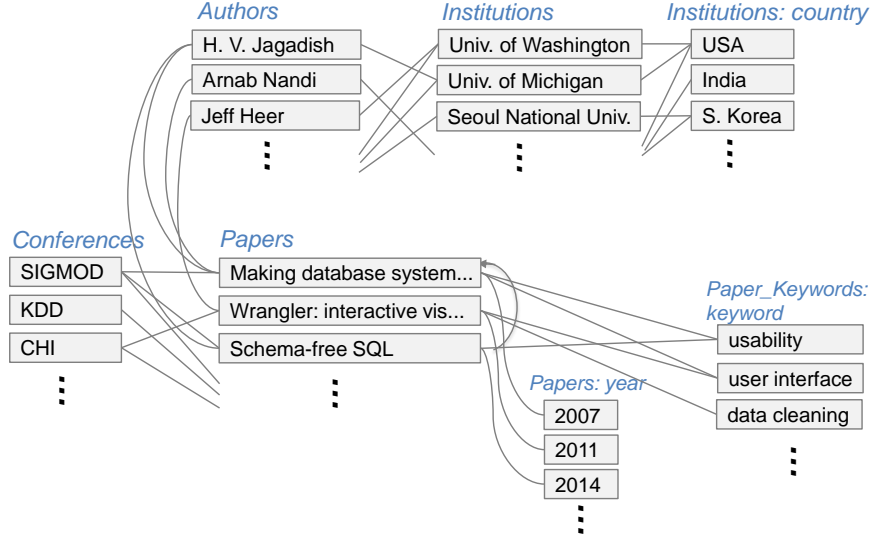 Authors
Institutions
Institutions: country
H. V. Jagadish
Univ. of Washington
USA
Arnab Nandi
Univ. of Michigan
India
Jeff Heer
Seoul National Univ.
S. Korea
Conferences
Papers
SIGMOD
Making database system...
KDD
Wrangler: interactive vis...
CHI
Schema-free SQL
Paper_Keywords:
keyword
usability
user interface
data cleaning
Papers: year
2007
2011
2014